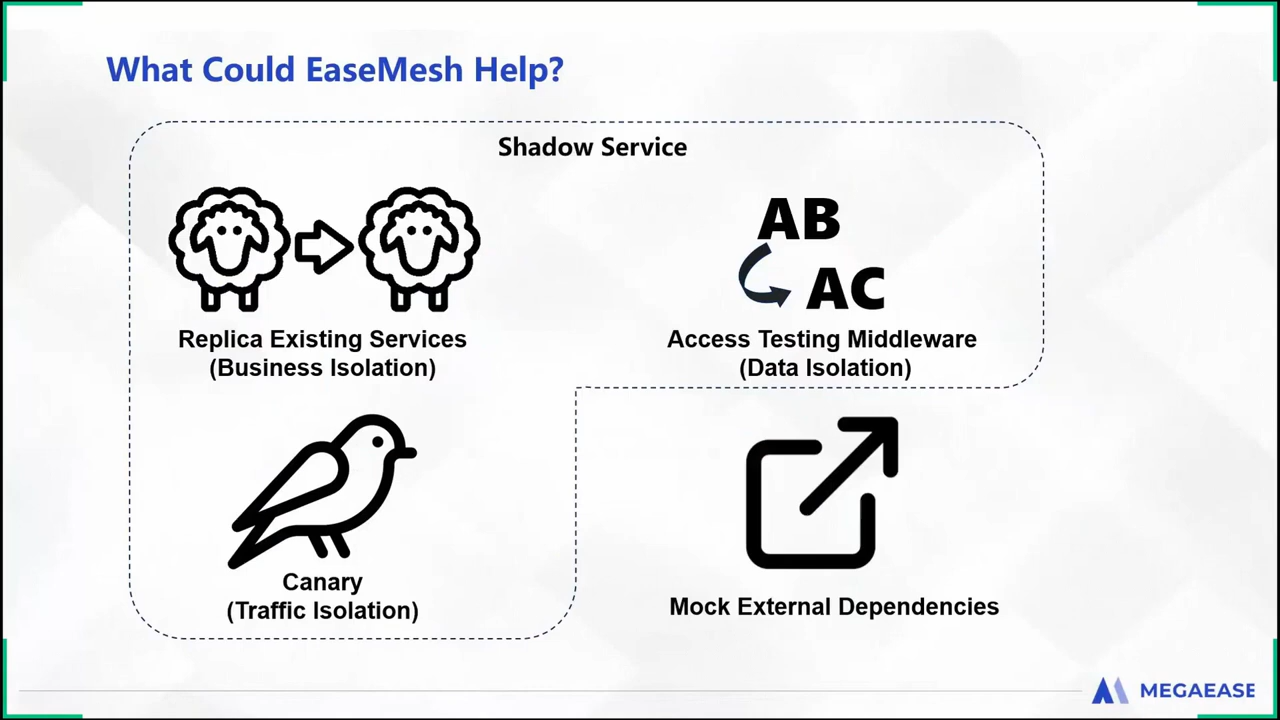 What Could EaseMesh Help?
Shadow Service
AB
AC
Replica Existing Services
(Business Isolation)
Access Testing Middleware
(Data Isolation)
Canary
(Traffic Isolation)
Mock External Dependencies
MEGAEASE